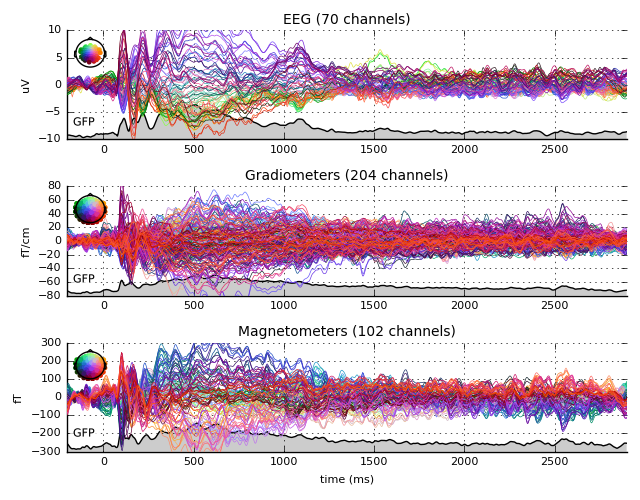 EEG (70 channels)
10
5
0
−5
−10
uV
GFP
0 500 1000 1500 2000 2500
Gradiometers (204 channels)
80
60
40
20
0
−20
−40
−60
−80
fT/cm
GFP
0 500 1000 1500 2000 2500
Magnetometers (102 channels)
300
200
100
0
−100
−200
−300
fT
GFP
0 500 1000 1500 2000 2500
time (ms)